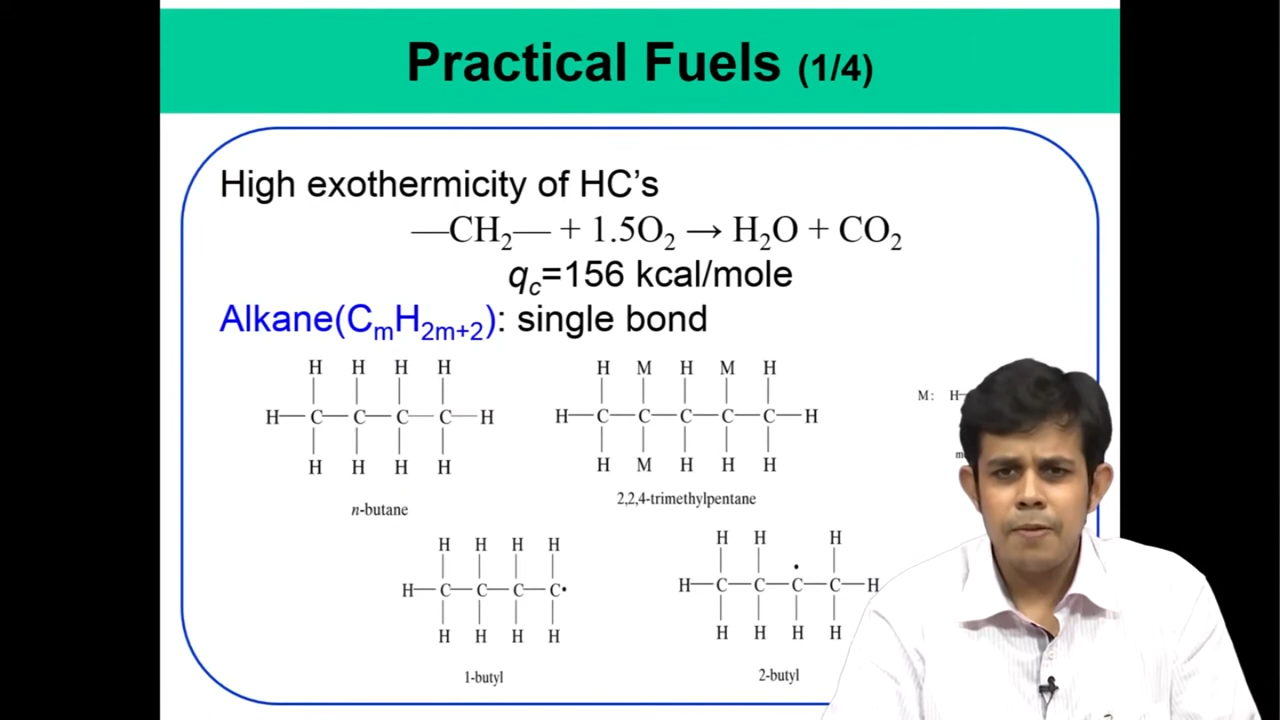 Practical Fuels (1/4)
High exothermicity of HC's
—CH₂— + 1.5O₂ → H₂O + CO₂
q_c=156 kcal/mole
Alkane(CₘH₂ₘ₊₂): single bond
H H H H
H—C—C—C—C—H
H H H H
n-butane
H M H M H
H—C—C—C—C—C—H
H M H H H
2,2,4-trimethylpentane
M: H—
H H H H
H—C—C—C—C•
H H H H
1-butyl
H H • H
H—C—C—C—C—H
H H H H
2-butyl